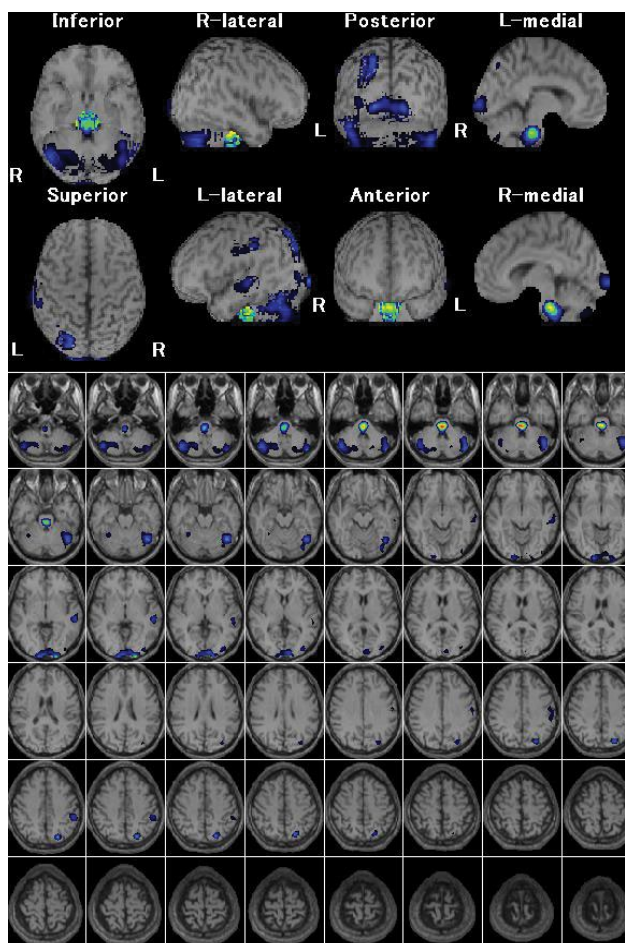 Inferior R-lateral Posterior L-medial
L R
R L
Superior L-lateral Anterior R-medial
R L
L R